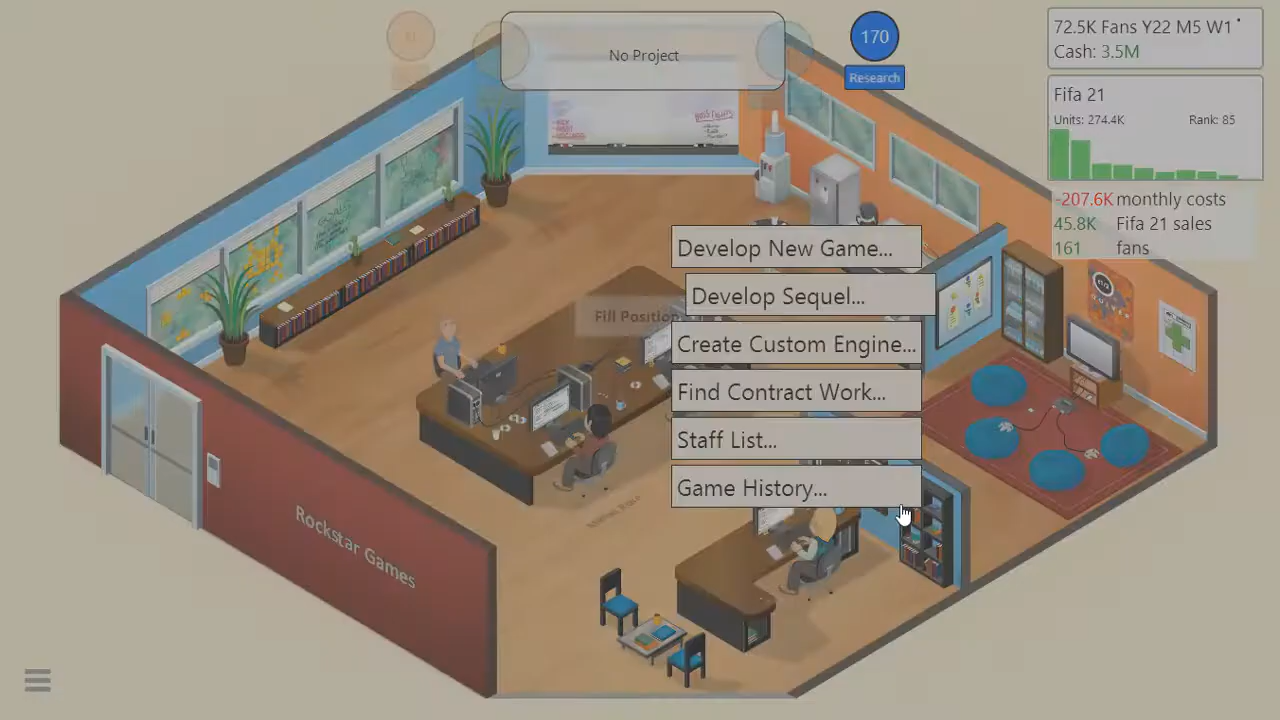 No Project
170
Research
72.5K Fans Y22 M5 W1
Cash: 3.5M
Fifa 21
Units: 274.4K Rank: 85
-207.6K monthly costs
45.8K Fifa 21 sales
161 fans
Develop New Game...
Develop Sequel...
Fill Position
Create Custom Engine...
Find Contract Work...
Staff List...
Game History...
Rockstar Games